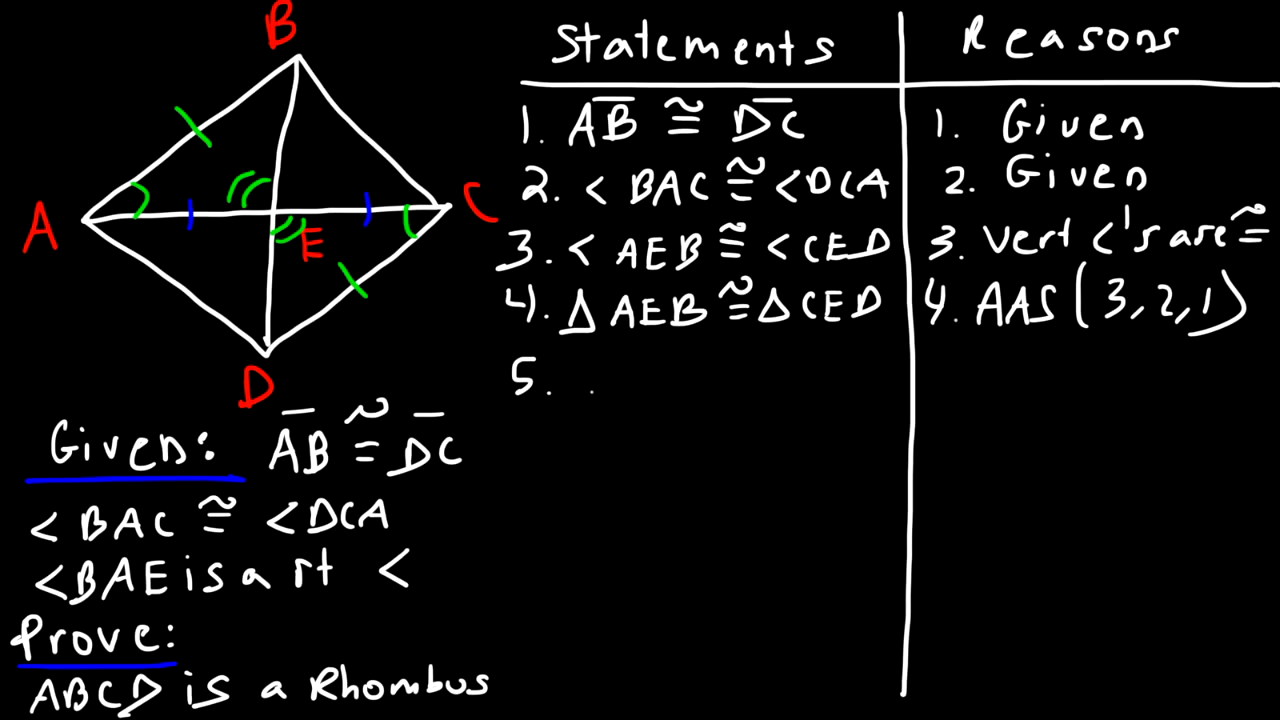 B
A
C
E
D
Statements
Reasons
1. AB ≅ DC
1. Given
2. < BAC ≅ <DCA
2. Given
3. < AEB ≅ < CED
3. Vert <'s are ≅
4. Δ AEB ≅ Δ CED
4. AAS (3,2,1)
5. .
Given: AB ≅ DC
< BAC ≅ <DCA
<BAE is a rt <
Prove:
ABCD is a Rhombus